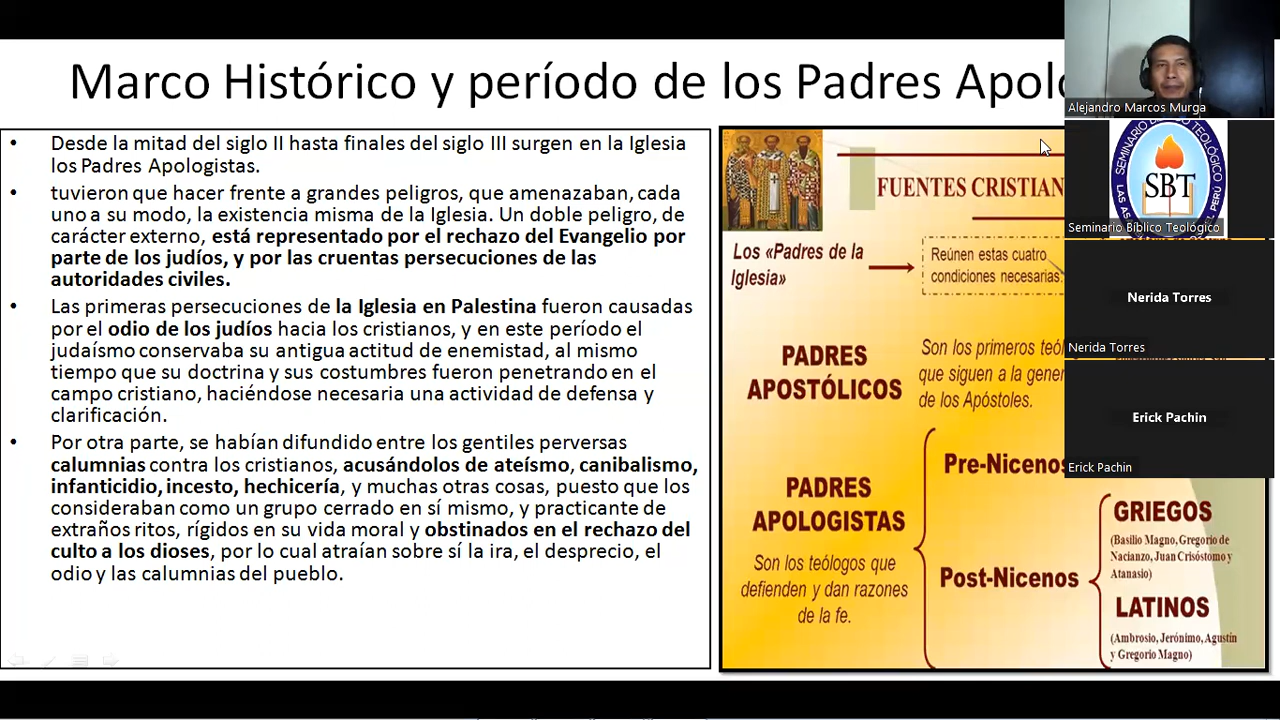 Marco Histórico y período de los Padres Apolo
• Desde la mitad del siglo II hasta finales del siglo III surgen en la Iglesia
los Padres Apologistas.
• tuvieron que hacer frente a grandes peligros, que amenazaban, cada
uno a su modo, la existencia misma de la Iglesia. Un doble peligro, de
carácter externo, está representado por el rechazo del Evangelio por
parte de los judíos, y por las cruentas persecuciones de las
autoridades civiles.
• Las primeras persecuciones de la Iglesia en Palestina fueron causadas
por el odio de los judíos hacia los cristianos, y en este período el
judaísmo conservaba su antigua actitud de enemistad, al mismo
tiempo que su doctrina y sus costumbres fueron penetrando en el
campo cristiano, haciéndose necesaria una actividad de defensa y
clarificación.
• Por otra parte, se habían difundido entre los gentiles perversas
calumnias contra los cristianos, acusándolos de ateísmo, canibalismo,
infanticidio, incesto, hechicería, y muchas otras cosas, puesto que los
consideraban como un grupo cerrado en sí mismo, y practicante de
extraños ritos, rígidos en su vida moral y obstinados en el rechazo del
culto a los dioses, por lo cual atraían sobre sí la ira, el desprecio, el
odio y las calumnias del pueblo.
FUENTES CRISTIAN
Los «Padres de la
Iglesia»
Reúnen estas cuatro
condiciones necesarias:
PADRES
APOSTÓLICOS
Son los primeros teól
que siguen a la gener
de los Apóstoles.
PADRES
APOLOGISTAS
Son los teólogos que
defienden y dan razones
de la fe.
Pre-Nicenos
Post-Nicenos
GRIEGOS
(Basilio Magno, Gregorio de
Nacianzo, Juan Crisóstomo y
Atanasio)
LATINOS
(Ambrosio, Jerónimo, Agustín
y Gregorio Magno)
Alejandro Marcos Murga
SEMINARIO BÍBLICO TEOLÓGICO
SBT
Seminario Bíblico Teológico
Nerida Torres
Nerida Torres
Erick Pachin
Erick Pachin